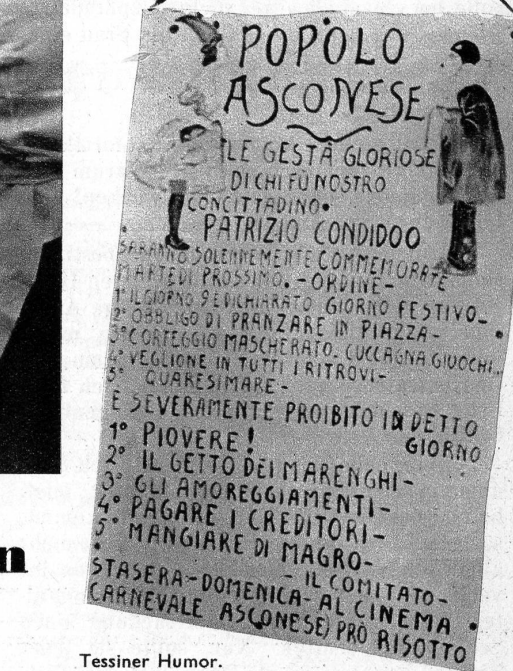 POPOLO
ASCONESE
LE GESTÀ GLORIOSE
DI CHI FÙ NOSTRO
CONCITTADINO
PATRIZIO CONDIDOO
SARANNO SOLENNEMENTE COMMEMORATE
MARTEDI PROSSIMO. - ORDINE -
1° IL GIORNO 9 E DICHIARATO GIORNO FESTIVO -
2° OBBLIGO DI PRANZARE IN PIAZZA -
3° CORTEGGIO MASCHERATO. CUCCAGNA GIUOCHI..
4° VEGLIONE IN TUTTI I RITROVI -
5° QUARESIMARE -
È SEVERAMENTE PROIBITO IN DETTO
GIORNO
1° PIOVERE!
2° IL GETTO DEI MARENGHI -
3° GLI AMOREGGIAMENTI -
4° PAGARE I CREDITORI -
5° MANGIARE DI MAGRO -
- IL COMITATO -
STASERA - DOMENICA - AL CINEMA
CARNEVALE ASCONESE) PRÒ RISOTTO
n
Tessiner Humor.